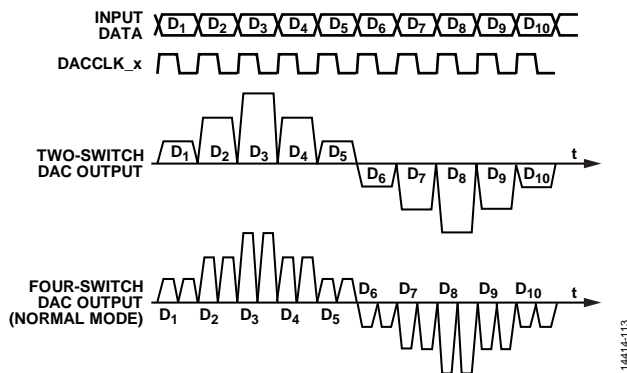 INPUT
DATA
D1 D2 D3 D4 D5 D6 D7 D8 D9 D10
DACCLK_x
TWO-SWITCH
DAC OUTPUT
D1 D2 D3 D4 D5
D6 D7 D8 D9 D10
t
FOUR-SWITCH
DAC OUTPUT
(NORMAL MODE)
D1 D2 D3 D4 D5
D6 D7 D8 D9 D10
t
14414-113